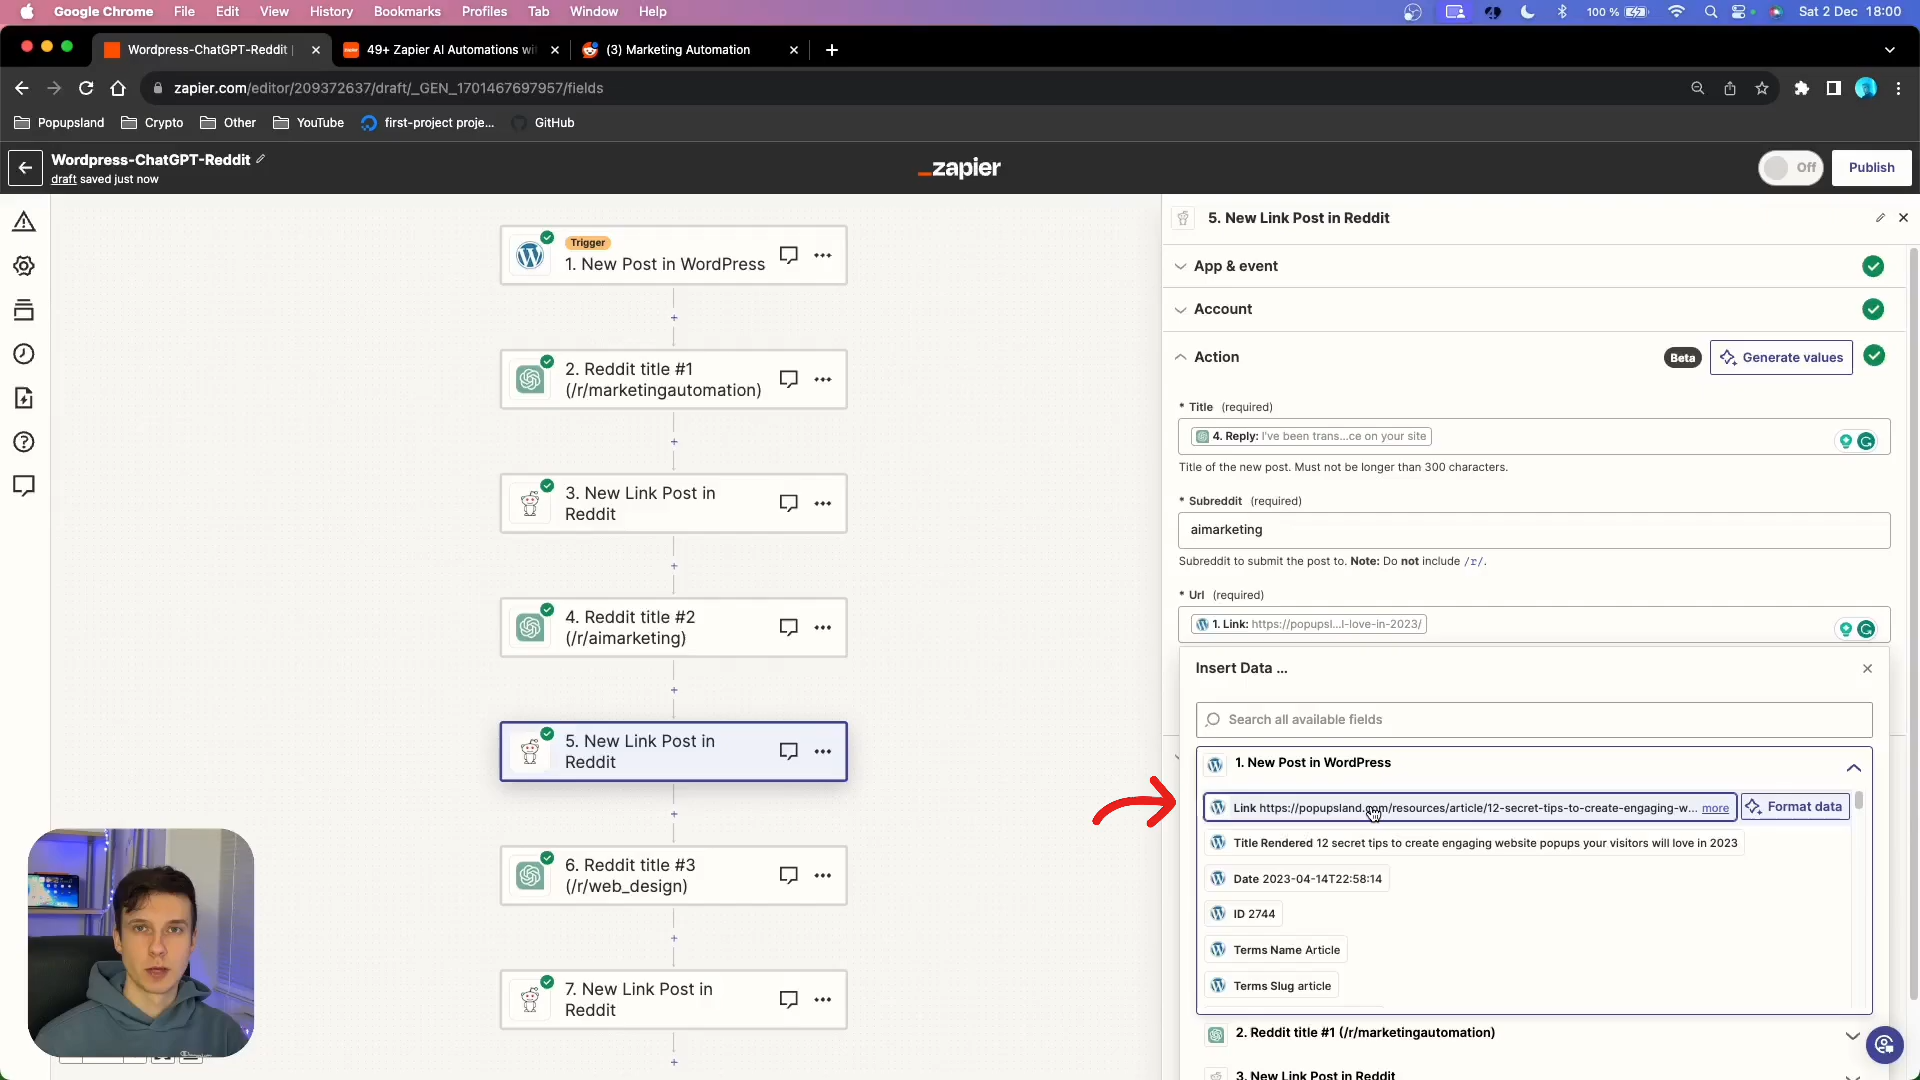 Google Chrome File Edit View History Bookmarks Profiles Tab Window Help 100 % Sat 2 Dec 18:00
Wordpress-ChatGPT-Reddit | 49+ Zapier AI Automations wi (3) Marketing Automation
zapier.com/editor/209372637/draft/_GEN_1701467697957/fields
Popupsland Crypto Other YouTube first-project proje... GitHub
Wordpress-ChatGPT-Reddit
draft saved just now
_zapier
Off
Publish
Trigger
1. New Post in WordPress
2. Reddit title #1
(/r/marketingautomation)
3. New Link Post in
Reddit
4. Reddit title #2
(/r/aimarketing)
5. New Link Post in
Reddit
6. Reddit title #3
(/r/web_design)
7. New Link Post in
Reddit
5. New Link Post in Reddit
App & event
Account
Action
Beta
Generate values
* Title (required)
4. Reply: I've been trans...ce on your site
Title of the new post. Must not be longer than 300 characters.
* Subreddit (required)
aimarketing
Subreddit to submit the post to. Note: Do not include /r/.
* Url (required)
1. Link: https://popupsl...l-love-in-2023/
Insert Data ...
Search all available fields
1. New Post in WordPress
Link https://popupsland.com/resources/article/12-secret-tips-to-create-engaging-w... more
Format data
Title Rendered 12 secret tips to create engaging website popups your visitors will love in 2023
Date 2023-04-14T22:58:14
ID 2744
Terms Name Article
Terms Slug article
2. Reddit title #1 (/r/marketingautomation)
3. New Link Post in Reddit